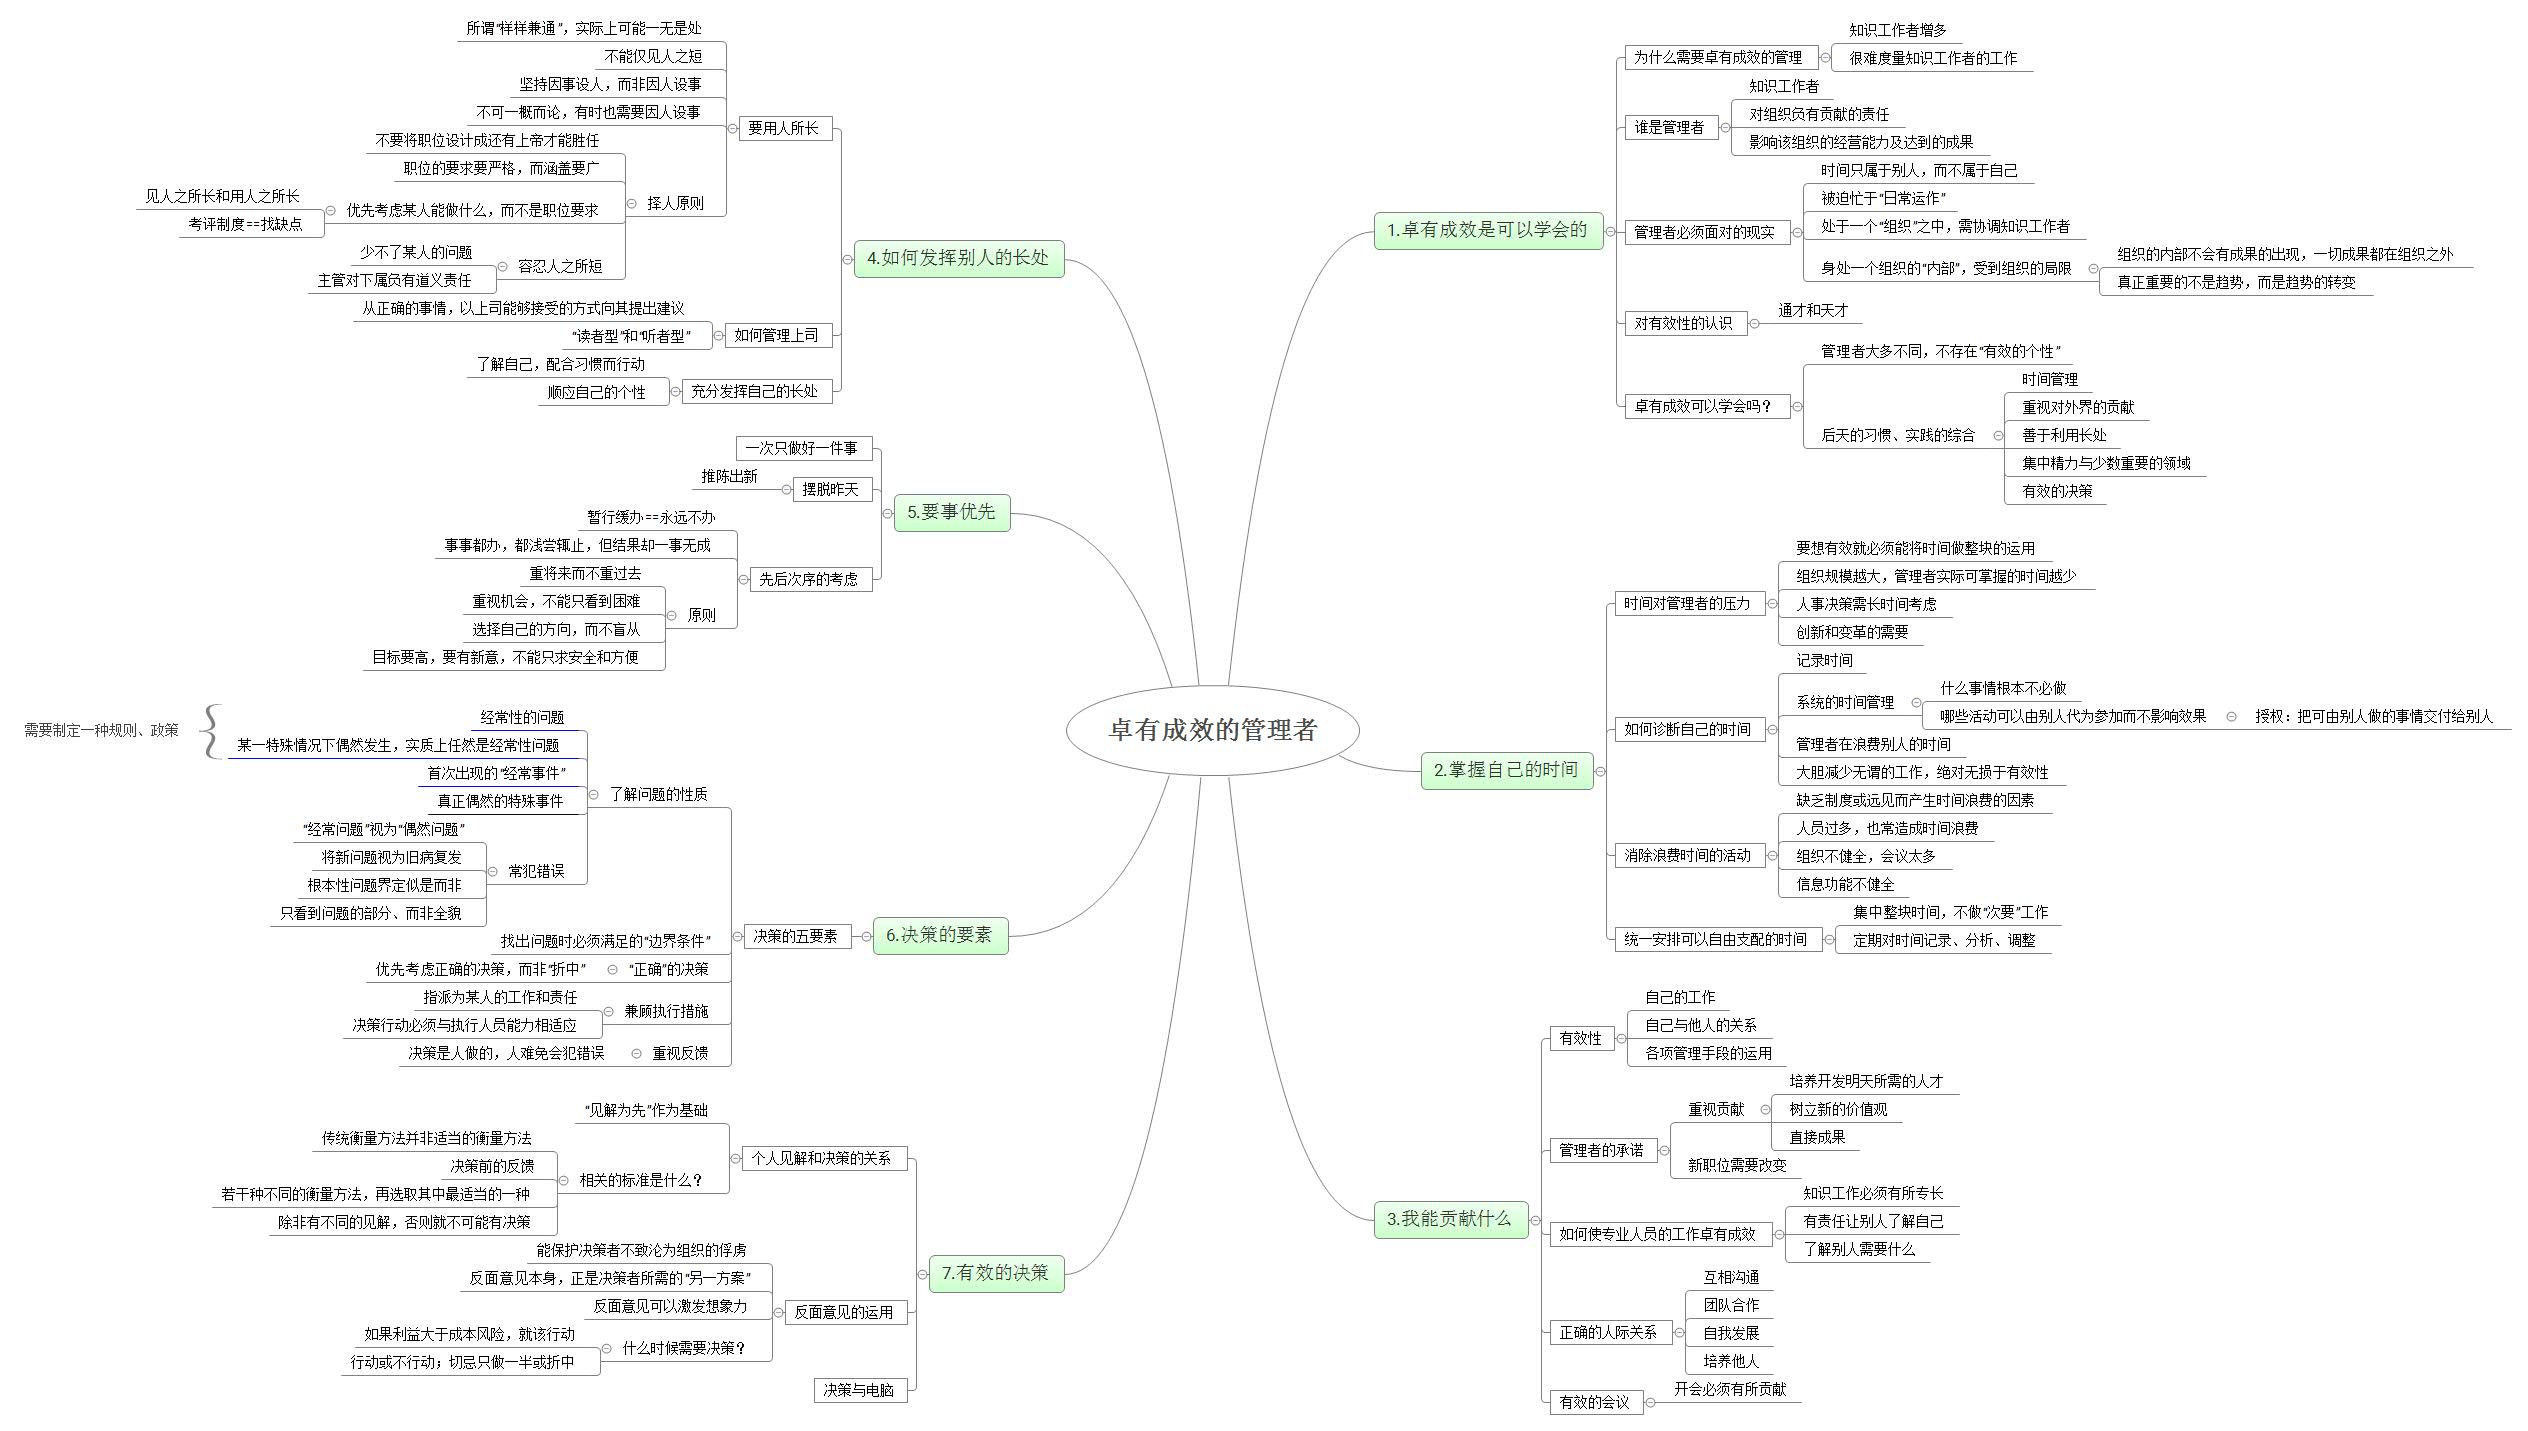 卓有成效的管理者
1.卓有成效是可以学会的
为什么需要卓有成效的管理
知识工作者增多
很难度量知识工作者的工作
谁是管理者
知识工作者
对组织负有贡献的责任
影响该组织的经营能力及达到的成果
管理者必须面对的现实
时间只属于别人，而不属于自己
被迫忙于“日常运作”
处于一个“组织”之中，需协调知识工作者
身处一个组织的“内部”，受到组织的局限
组织的内部不会有成果的出现，一切成果都在组织之外
真正重要的不是趋势，而是趋势的转变
对有效性的认识
通才和天才
卓有成效可以学会吗？
管理者大多不同，不存在“有效的个性”
后天的习惯、实践的综合
时间管理
重视对外界的贡献
善于利用长处
集中精力与少数重要的领域
有效的决策
2.掌握自己的时间
时间对管理者的压力
要想有效就必须能将时间做整块的运用
组织规模越大，管理者实际可掌握的时间越少
人事决策需长时间考虑
创新和变革的需要
如何诊断自己的时间
记录时间
系统的时间管理
什么事情根本不必做
哪些活动可以由别人代为参加而不影响效果
授权：把可由别人做的事情交付给别人
管理者在浪费别人的时间
大胆减少无谓的工作，绝对无损于有效性
消除浪费时间的活动
缺乏制度或远见而产生时间浪费的因素
人员过多，也常造成时间浪费
组织不健全，会议太多
信息功能不健全
统一安排可以自由支配的时间
集中整块时间，不做“次要”工作
定期对时间记录、分析、调整
3.我能贡献什么
有效性
自己的工作
自己与他人的关系
各项管理手段的运用
管理者的承诺
重视贡献
培养开发明天所需的人才
树立新的价值观
直接成果
新职位需要改变
如何使专业人员的工作卓有成效
知识工作必须有所专长
有责任让别人了解自己
了解别人需要什么
正确的人际关系
互相沟通
团队合作
自我发展
培养他人
有效的会议
开会必须有所贡献
4.如何发挥别人的长处
要用人所长
所谓“样样兼通”，实际上可能一无是处
不能仅见人之短
坚持因事设人，而非因人设事
不可一概而论，有时也需要因人设事
择人原则
不要将职位设计成还有上帝才能胜任
职位的要求要严格，而涵盖要广
优先考虑某人能做什么，而不是职位要求
见人之所长和用人之所长
考评制度==找缺点
容忍人之所短
少不了某人的问题
主管对下属负有道义责任
如何管理上司
从正确的事情，以上司能够接受的方式向其提出建议
“读者型”和“听者型”
充分发挥自己的长处
了解自己，配合习惯而行动
顺应自己的个性
5.要事优先
一次只做好一件事
摆脱昨天
推陈出新
先后次序的考虑
暂行缓办==永远不办
事事都办，都浅尝辄止，但结果却一事无成
原则
重将来而不重过去
重视机会，不能只看到困难
选择自己的方向，而不盲从
目标要高，要有新意，不能只求安全和方便
6.决策的要素
决策的五要素
了解问题的性质
经常性的问题
某一特殊情况下偶然发生，实质上任然是经常性问题
需要制定一种规则、政策
首次出现的“经常事件”
真正偶然的特殊事件
常犯错误
“经常问题”视为“偶然问题”
将新问题视为旧病复发
根本性问题界定似是而非
只看到问题的部分、而非全貌
找出问题时必须满足的“边界条件”
“正确”的决策
优先考虑正确的决策，而非“折中”
兼顾执行措施
指派为某人的工作和责任
决策行动必须与执行人员能力相适应
重视反馈
决策是人做的，人难免会犯错误
7.有效的决策
个人见解和决策的关系
“见解为先”作为基础
相关的标准是什么？
传统衡量方法并非适当的衡量方法
决策前的反馈
若干种不同的衡量方法，再选取其中最适当的一种
除非有不同的见解，否则就不可能有决策
反面意见的运用
能保护决策者不致沦为组织的俘虏
反面意见本身，正是决策者所需的“另一方案”
反面意见可以激发想象力
什么时候需要决策？
如果利益大于成本风险，就该行动
行动或不行动；切忌只做一半或折中
决策与电脑